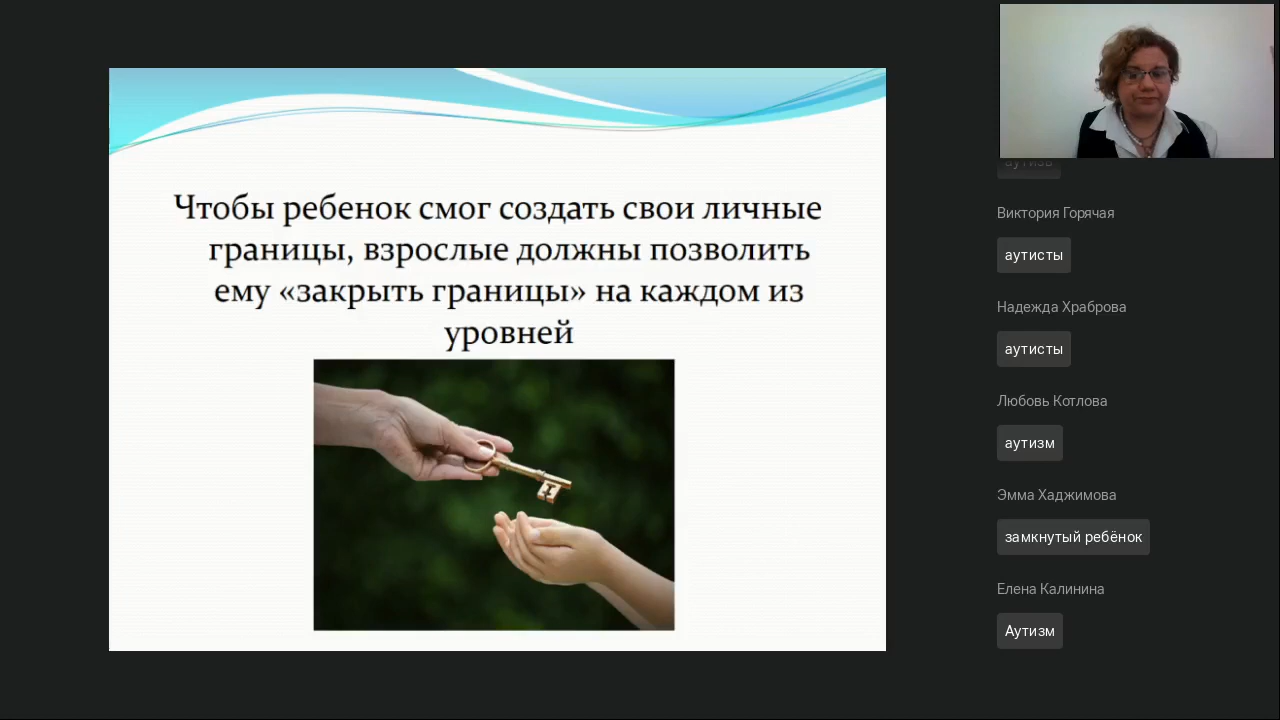 Чтобы ребенок смог создать свои личные
границы, взрослые должны позволить
ему «закрыть границы» на каждом из
уровней
аутизм
Виктория Горячая
аутисты
Надежда Храброва
аутисты
Любовь Котлова
аутизм
Эмма Хаджимова
замкнутый ребёнок
Елена Калинина
Аутизм